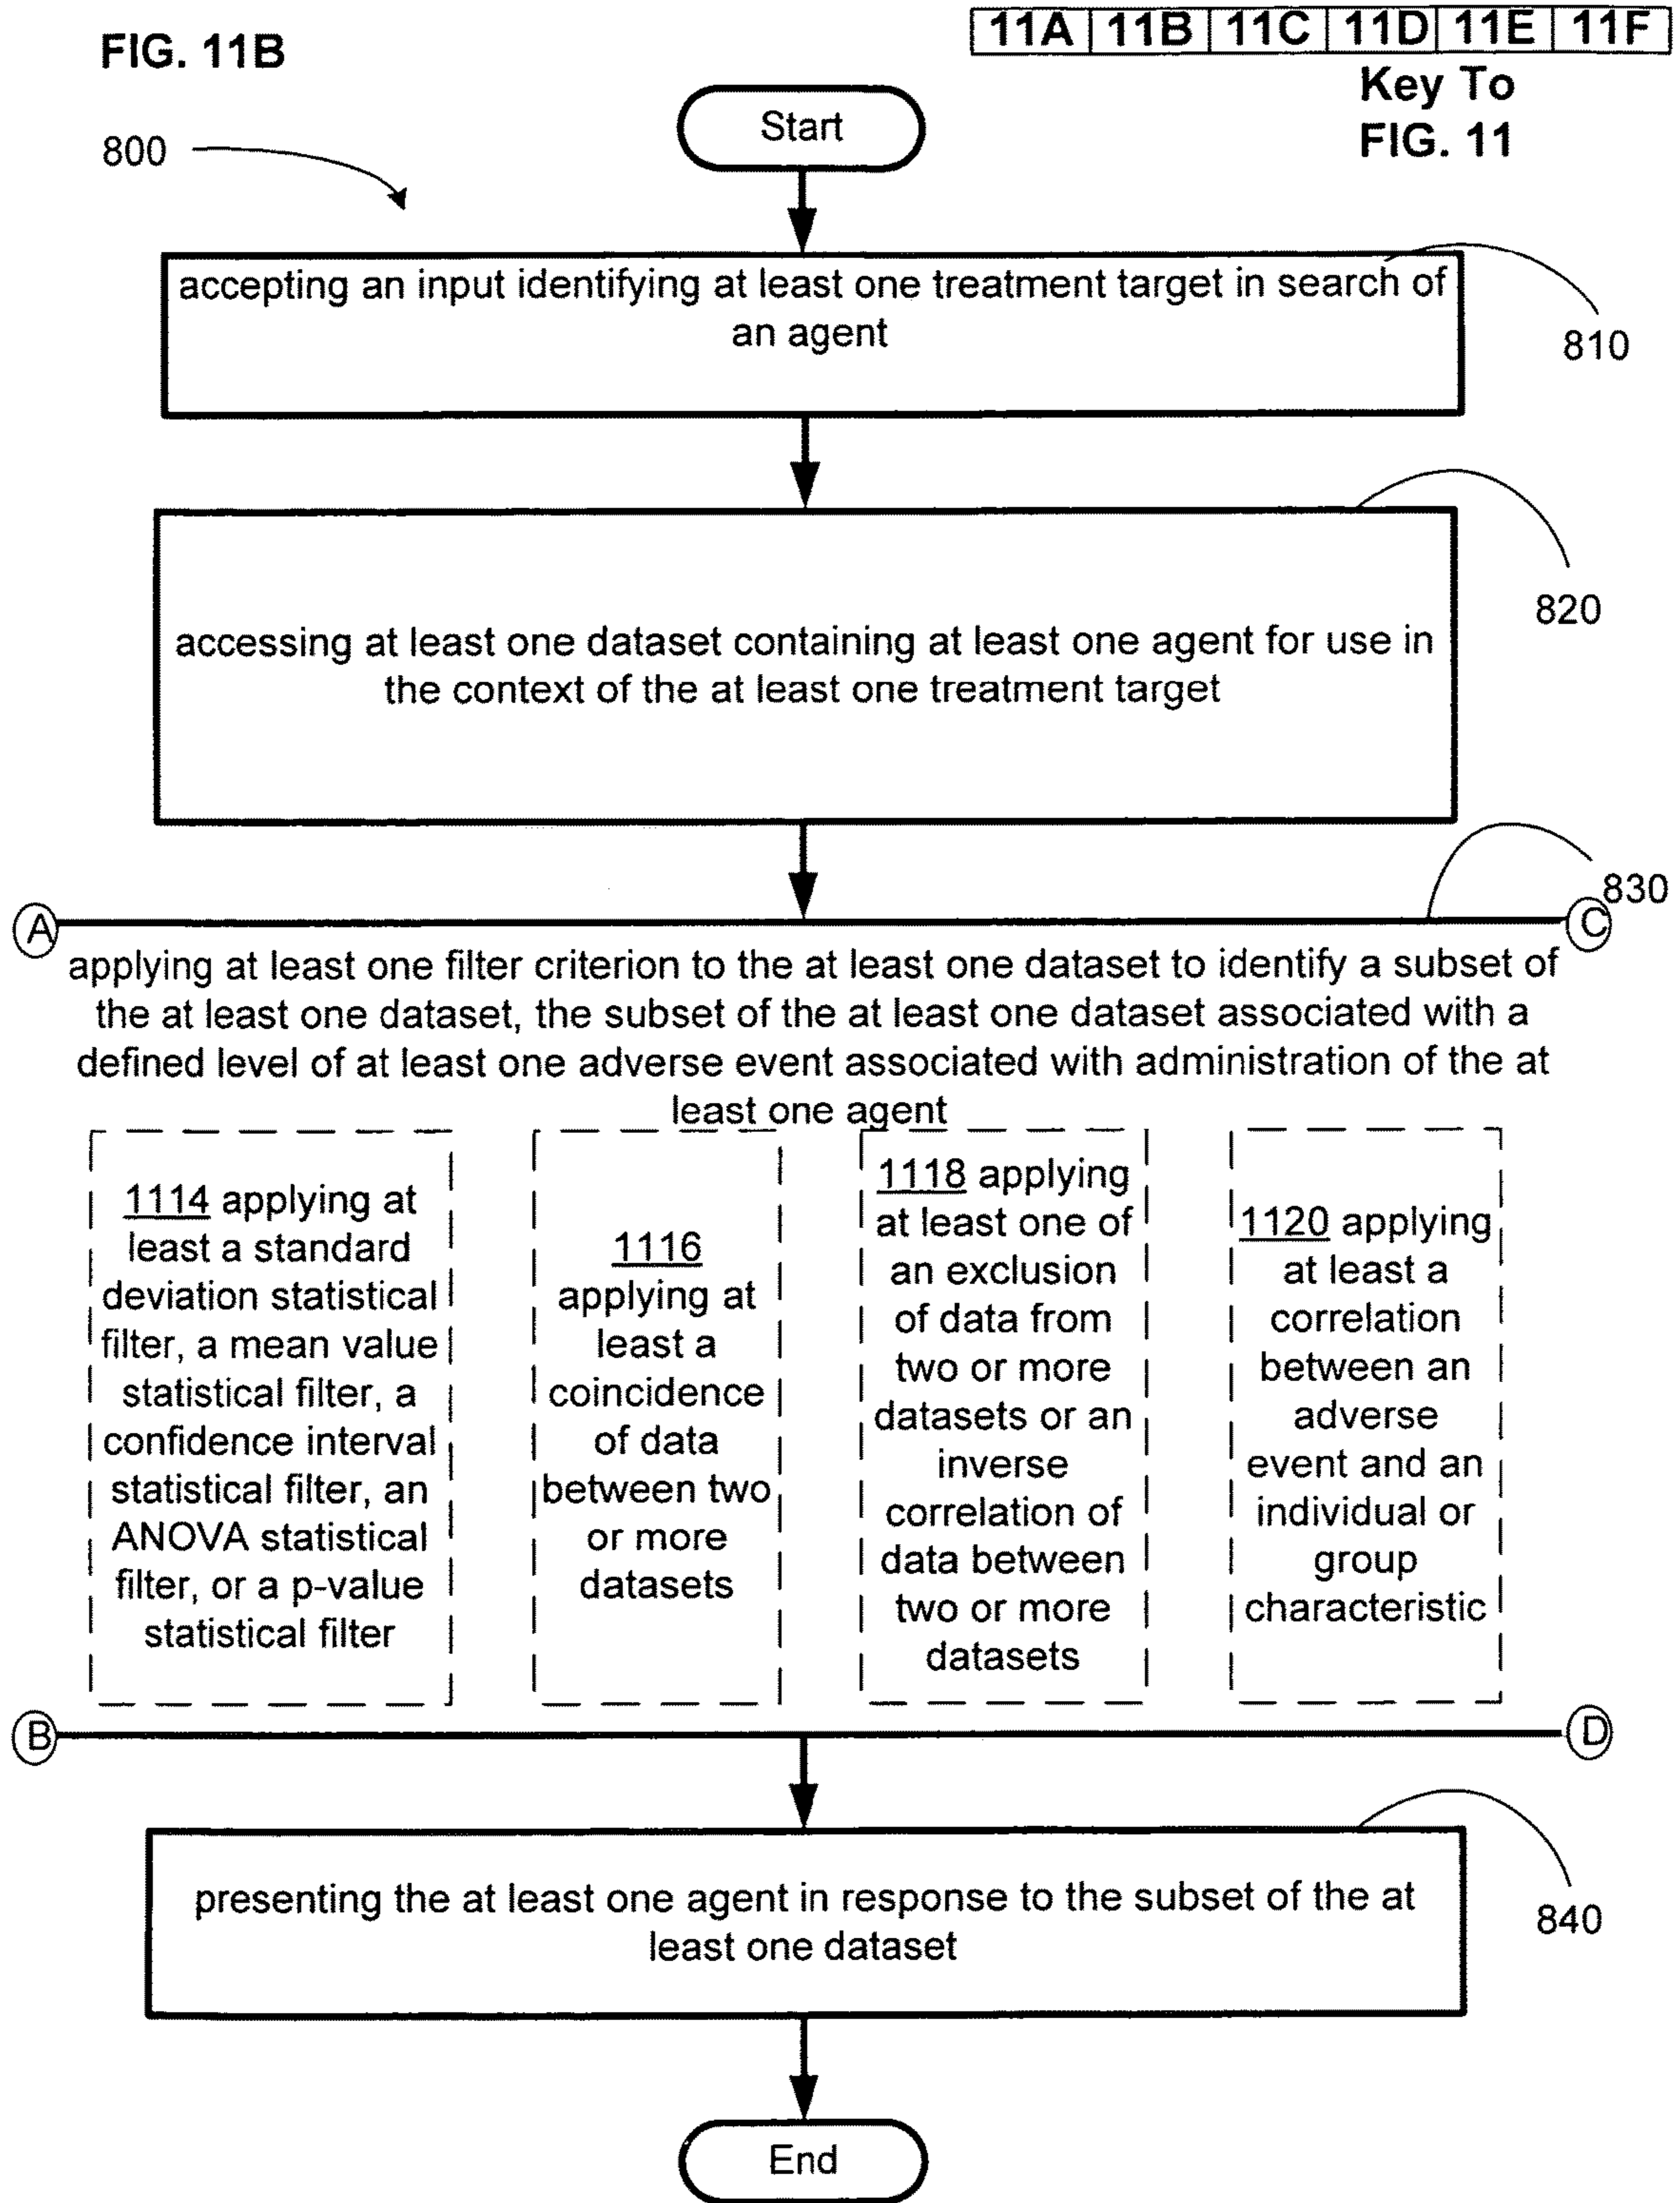 FIG. 11B
11A 11B 11C 11D 11E 11F
Key To
FIG. 11
800
Start
accepting an input identifying at least one treatment target in search of
an agent
810
accessing at least one dataset containing at least one agent for use in
the context of the at least one treatment target
820
830
A
C
applying at least one filter criterion to the at least one dataset to identify a subset of
the at least one dataset, the subset of the at least one dataset associated with a
defined level of at least one adverse event associated with administration of the at
least one agent
1114 applying at
least a standard
deviation statistical
filter, a mean value
statistical filter, a
confidence interval
statistical filter, an
ANOVA statistical
filter, or a p-value
statistical filter
1116
applying at
least a
coincidence
of data
between two
or more
datasets
1118 applying
at least one of
an exclusion
of data from
two or more
datasets or an
inverse
correlation of
data between
two or more
datasets
1120 applying
at least a
correlation
between an
adverse
event and an
individual or
group
characteristic
B
D
presenting the at least one agent in response to the subset of the at
least one dataset
840
End